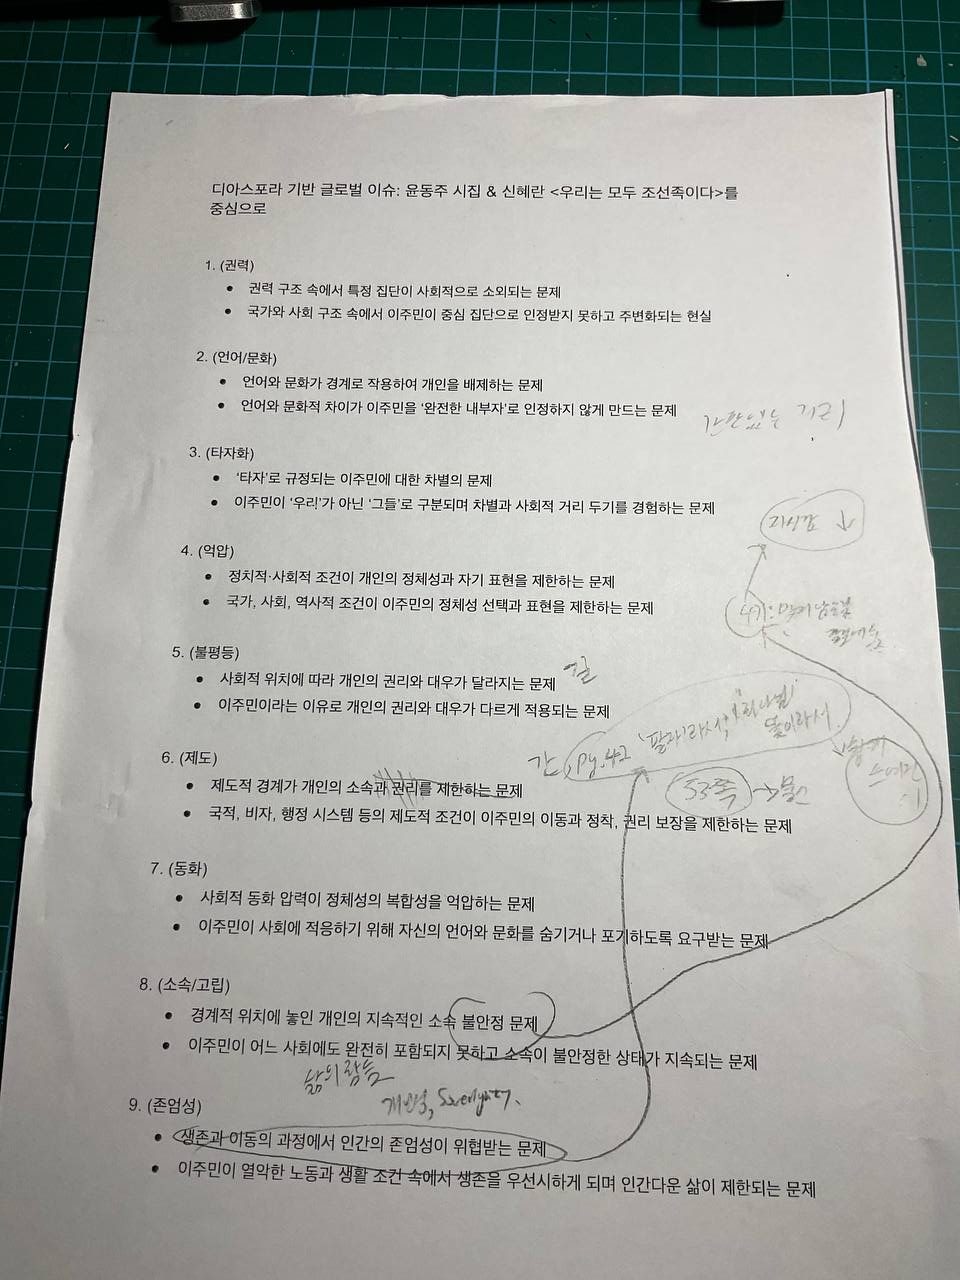 디아스포라 기반 글로벌 이슈: 윤동주 시집 & 신혜란 <우리는 모두 조선족이다>를
중심으로
1. (권력)
• 권력 구조 속에서 특정 집단이 사회적으로 소외되는 문제
• 국가와 사회 구조 속에서 이주민이 중심 집단으로 인정받지 못하고 주변화되는 현실
2. (언어/문화)
• 언어와 문화가 경계로 작용하여 개인을 배제하는 문제
• 언어와 문화적 차이가 이주민을 ‘완전한 내부자’로 인정하지 않게 만드는 문제
간판없는 거리
3. (타자화)
• ‘타자’로 규정되는 이주민에 대한 차별의 문제
• 이주민이 ‘우리’가 아닌 ‘그들’로 구분되며 차별과 사회적 거리 두기를 경험하는 문제
4. (억압)
• 정치적·사회적 조건이 개인의 정체성과 자기 표현을 제한하는 문제
• 국가, 사회, 역사적 조건이 이주민의 정체성 선택과 표현을 제한하는 문제
5. (불평등)
• 사회적 위치에 따라 개인의 권리와 대우가 달라지는 문제
• 이주민이라는 이유로 개인의 권리와 대우가 다르게 적용되는 문제
pg.42
6. (제도)
• 제도적 경계가 개인의 소속과 권리를 제한하는 문제
53쪽
• 국적, 비자, 행정 시스템 등의 제도적 조건이 이주민의 이동과 정착, 권리 보장을 제한하는 문제
7. (동화)
• 사회적 동화 압력이 정체성의 복합성을 억압하는 문제
• 이주민이 사회에 적응하기 위해 자신의 언어와 문화를 숨기거나 포기하도록 요구받는 문제
8. (소속/고립)
• 경계적 위치에 놓인 개인의 지속적인 소속 불안정 문제
• 이주민이 어느 사회에도 완전히 포함되지 못하고 소속이 불안정한 상태가 지속되는 문제
삶의
9. (존엄성)
• 생존과 이동의 과정에서 인간의 존엄성이 위협받는 문제
• 이주민이 열악한 노동과 생활 조건 속에서 생존을 우선시하게 되며 인간다운 삶이 제한되는 문제